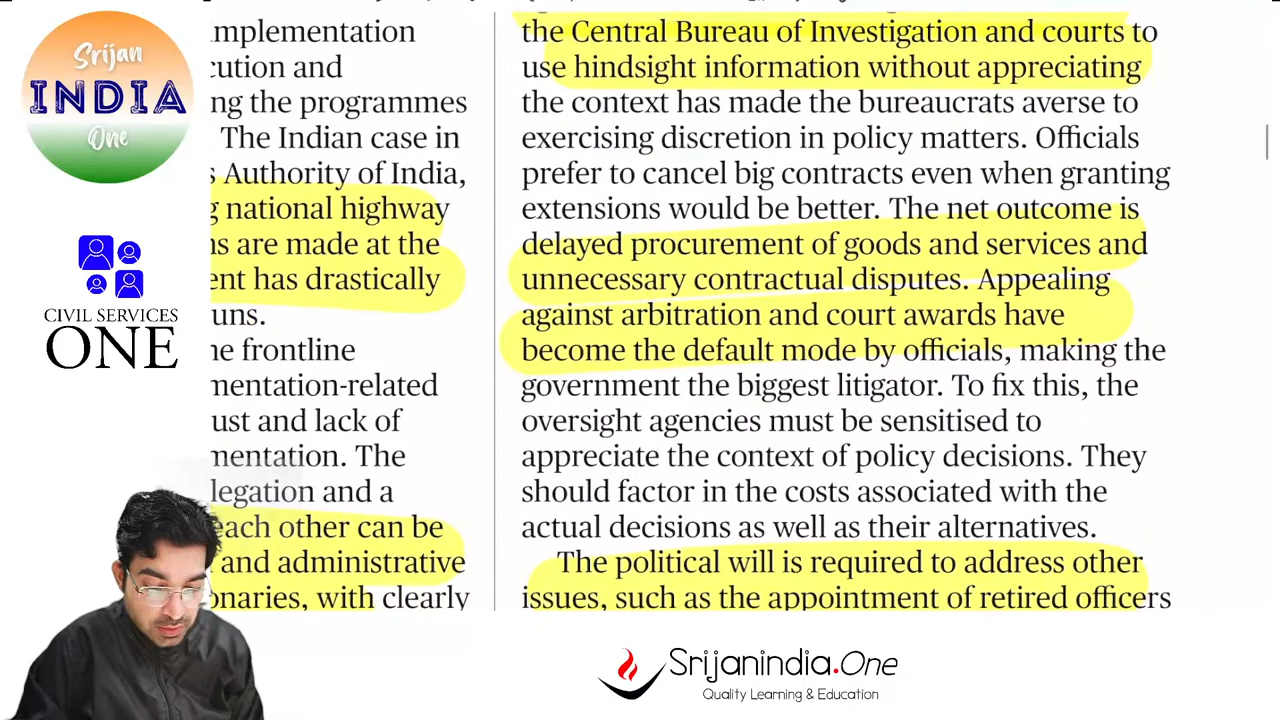 Srijan
INDIA
One
CIVIL SERVICES
ONE
implementation
cution and
ng the programmes
. The Indian case in
s Authority of India,
g national highway
ns are made at the
ent has drastically
uns.
ne frontline
mentation-related
ust and lack of
mentation. The
legation and a
each other can be
and administrative
onaries, with clearly
the Central Bureau of Investigation and courts to
use hindsight information without appreciating
the context has made the bureaucrats averse to
exercising discretion in policy matters. Officials
prefer to cancel big contracts even when granting
extensions would be better. The net outcome is
delayed procurement of goods and services and
unnecessary contractual disputes. Appealing
against arbitration and court awards have
become the default mode by officials, making the
government the biggest litigator. To fix this, the
oversight agencies must be sensitised to
appreciate the context of policy decisions. They
should factor in the costs associated with the
actual decisions as well as their alternatives.
The political will is required to address other
issues, such as the appointment of retired officers
Srijanindia.One
Quality Learning & Education